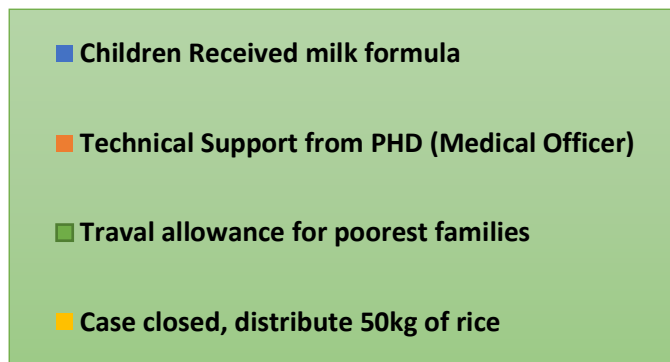 Children Received milk formula
Technical Support from PHD (Medical Officer)
Traval allowance for poorest families
Case closed, distribute 50kg of rice